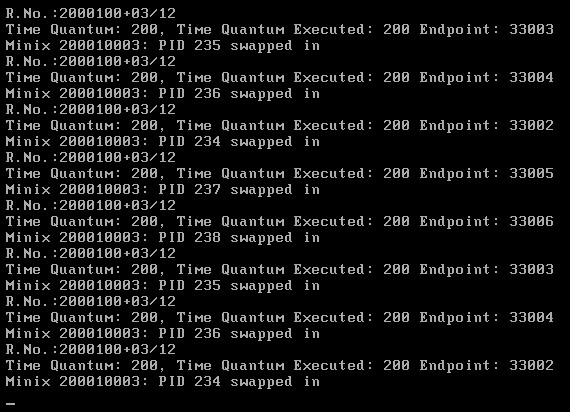 R.No.:2000100+03/12
Time Quantum: 200, Time Quantum Executed: 200 Endpoint: 33003
Minix 200010003: PID 235 swapped in
R.No.:2000100+03/12
Time Quantum: 200, Time Quantum Executed: 200 Endpoint: 33004
Minix 200010003: PID 236 swapped in
R.No.:2000100+03/12
Time Quantum: 200, Time Quantum Executed: 200 Endpoint: 33002
Minix 200010003: PID 234 swapped in
R.No.:2000100+03/12
Time Quantum: 200, Time Quantum Executed: 200 Endpoint: 33005
Minix 200010003: PID 237 swapped in
R.No.:2000100+03/12
Time Quantum: 200, Time Quantum Executed: 200 Endpoint: 33006
Minix 200010003: PID 238 swapped in
R.No.:2000100+03/12
Time Quantum: 200, Time Quantum Executed: 200 Endpoint: 33003
Minix 200010003: PID 235 swapped in
R.No.:2000100+03/12
Time Quantum: 200, Time Quantum Executed: 200 Endpoint: 33004
Minix 200010003: PID 236 swapped in
R.No.:2000100+03/12
Time Quantum: 200, Time Quantum Executed: 200 Endpoint: 33002
Minix 200010003: PID 234 swapped in